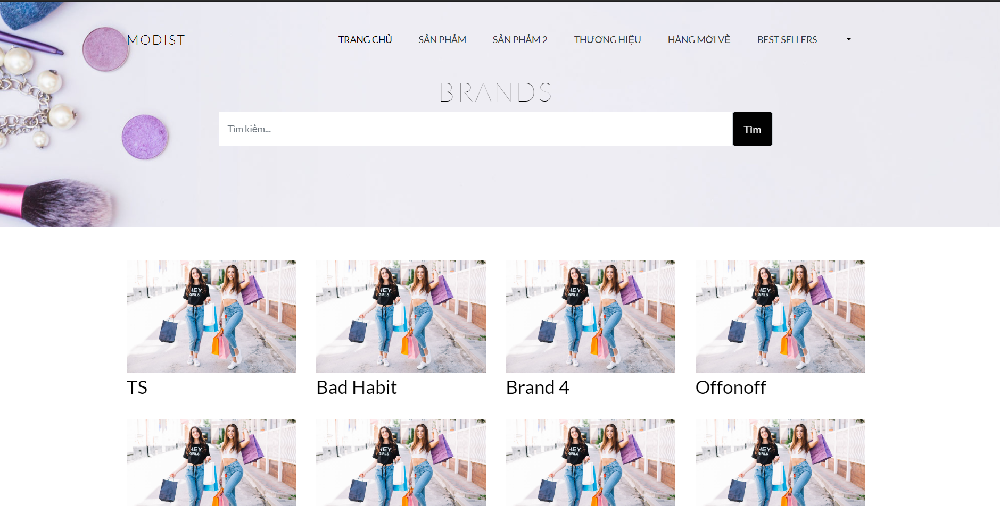 MODIST
TRANG CHỦ SẢN PHẨM SẢN PHẨM 2 THƯƠNG HIỆU HÀNG MỚI VỀ BEST SELLERS
BRANDS
Tìm kiếm... Tìm
HEY GIRLS HEY GIRLS HEY GIRLS HEY GIRLS
TS Bad Habit Brand 4 Offonoff
HEY GIRLS HEY GIRLS HEY GIRLS HEY GIRLS